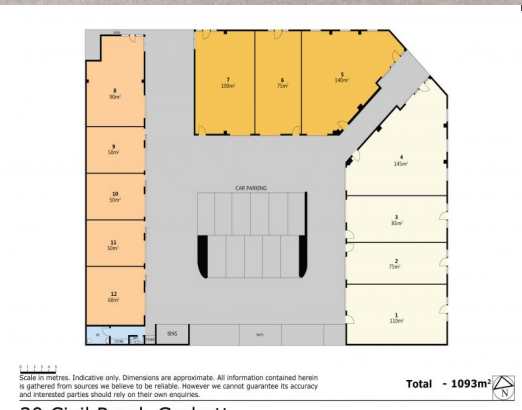 8
90m²
9
50m²
10
50m²
11
50m²
12
60m²
7
100m²
6
75m²
5
140m²
4
145m²
3
85m²
2
75m²
1
110m²
CAR PARKING
BINS
Scale in metres. Indicative only. Dimensions are approximate. All information contained herein
is gathered from sources we believe to be reliable. However we cannot guarantee its accuracy
and interested parties should rely on their own enquiries.
Total - 1093m²
N